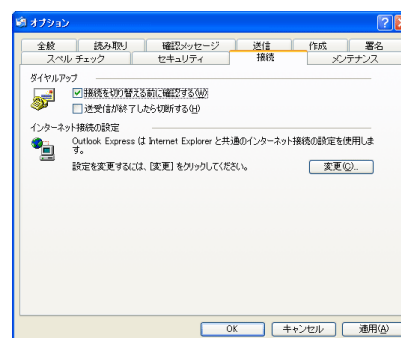 オプション
全般 読み取り 確認メッセージ 送信 作成 署名
スペル チェック セキュリティ 接続 メンテナンス
ダイヤルアップ
接続を切り替える前に確認する(W)
送受信が終了したら切断する(H)
インターネット接続の設定
Outlook Express は Internet Explorer と共通のインターネット接続の設定を使用しま
す。
設定を変更するには、[変更] をクリックしてください。 変更(C)...
OK キャンセル 適用(A)